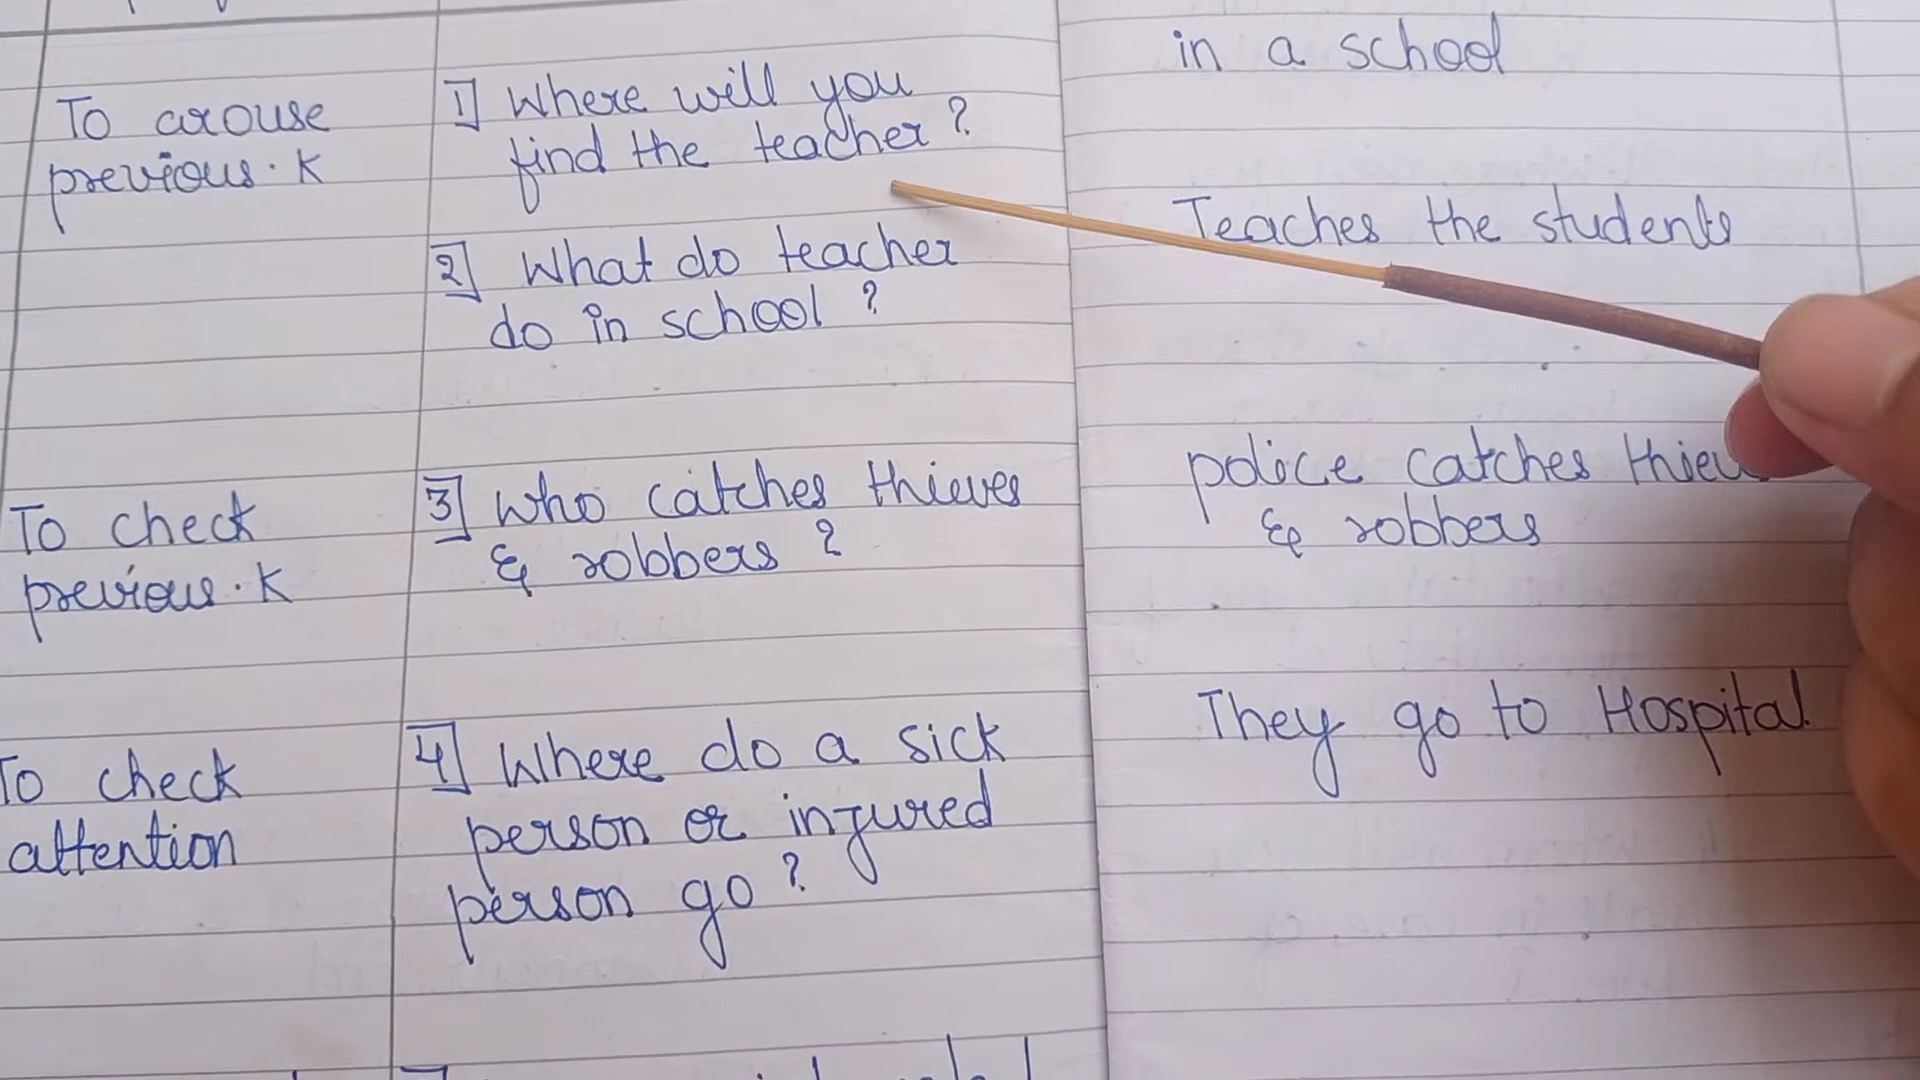 To arouse
previous. K
1] Where will you
find the teacher?
in a school
2] What do teacher
do in school?
Teaches the students
To check
previous. K
3] Who catches thieves
& robbers?
police catches
& robbers
To check
attention
4] Where do a sick
person or injured
person go?
They go to Hospital